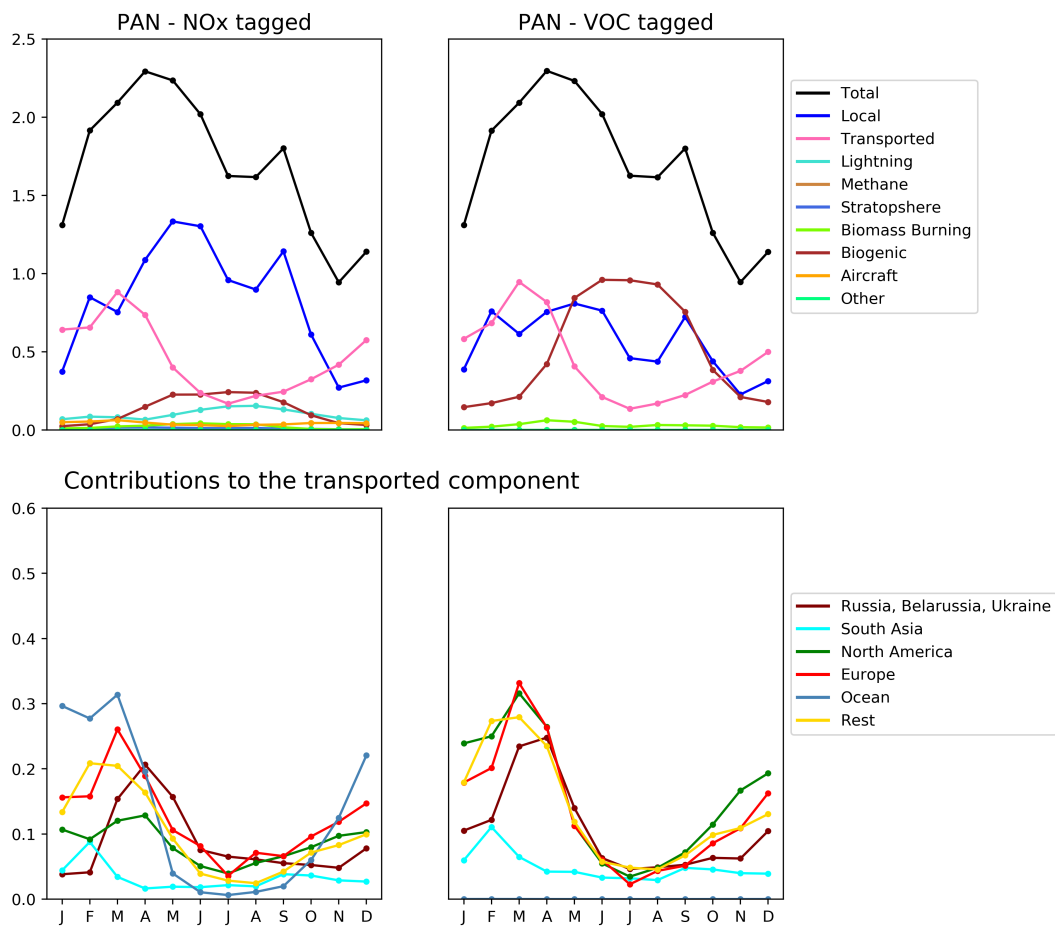 PAN - NOx tagged
PAN - VOC tagged
2.5
2.0
1.5
1.0
0.5
0.0
Total
Local
Transported
Lightning
Methane
Stratopshere
Biomass Burning
Biogenic
Aircraft
Other
Contributions to the transported component
0.6
0.5
0.4
0.3
0.2
0.1
0.0
J F M A M J J A S O N D
J F M A M J J A S O N D
Russia, Belarussia, Ukraine
South Asia
North America
Europe
Ocean
Rest